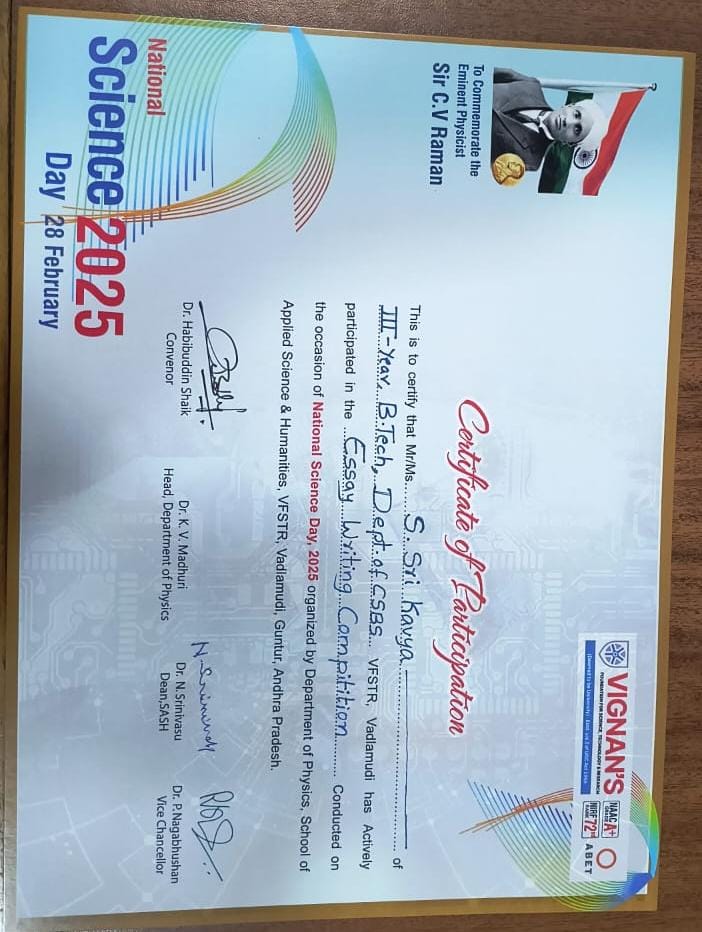 VIGNAN'S
FOUNDATION FOR SCIENCE, TECHNOLOGY & RESEARCH
(Deemed to be University) - Estd. u/s 3 of UGC Act 1956
NAAC GRADE A+
NIRF RANK 72nd
ABET
To Commemorate the
Eminent Physicist
Sir C.V Raman
Certificate of Participation
This is to certify that Mr/Ms...... S. Sri Kavya .................... of
III-Year, B.Tech, Dept. of CSBS... VFSTR, Vadlamudi has Actively
participated in the ...Essay Writing Compitition........... Conducted on
the occasion of National Science Day, 2025 organized by Department of Physics, School of
Applied Science & Humanities, VFSTR, Vadlamudi, Guntur, Andhra Pradesh.
Dr. Habibuddin Shaik
Convenor
Dr. K. V. Madhuri
Head, Department of Physics
N. Srinivas
Dr. N.Srinivasu
Dean,SASH
Dr. P.Nagabhushan
Vice Chancellor
National
Science 2025
Day 28 February